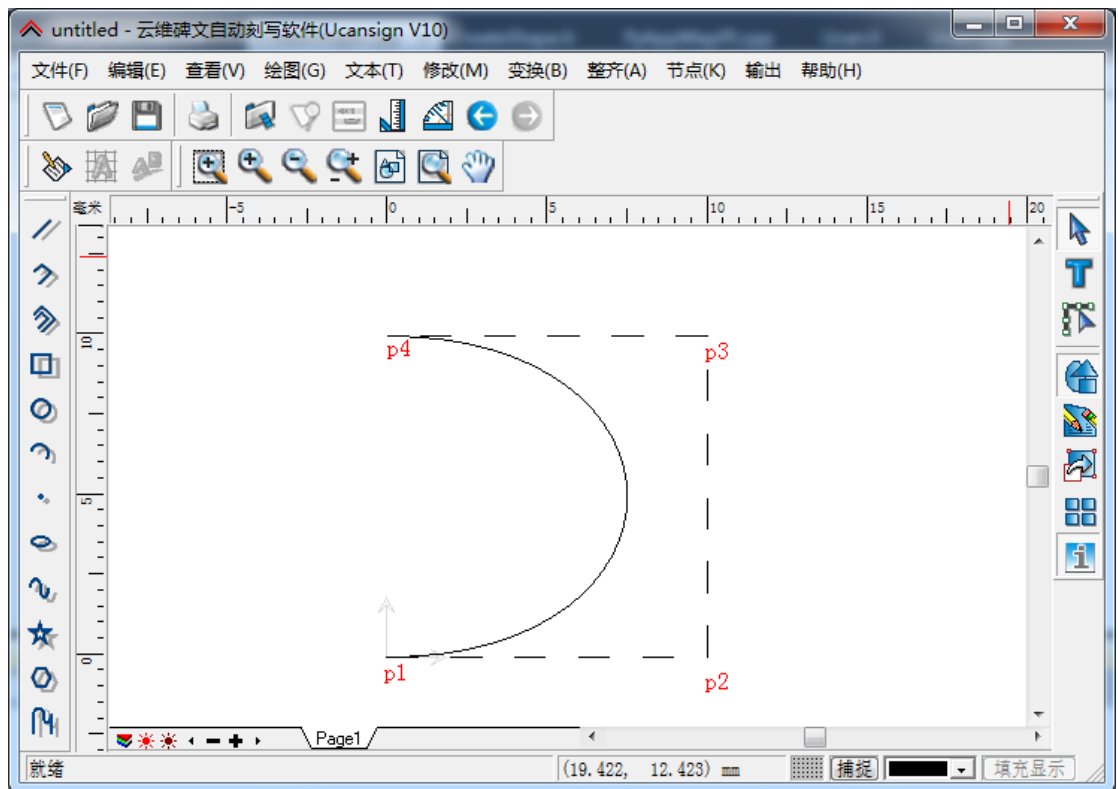 untitled - 云维碑文自动刻写软件(Ucansign V10)
文件(F) 编辑(E) 查看(V) 绘图(G) 文本(T) 修改(M) 变换(B) 整齐(A) 节点(K) 输出 帮助(H)
毫米 -5 0 5 10 15 20
10
p4 p3
5
0
p1 p2
Page1
就绪 (19.422, 12.423) mm 捕捉 填充显示